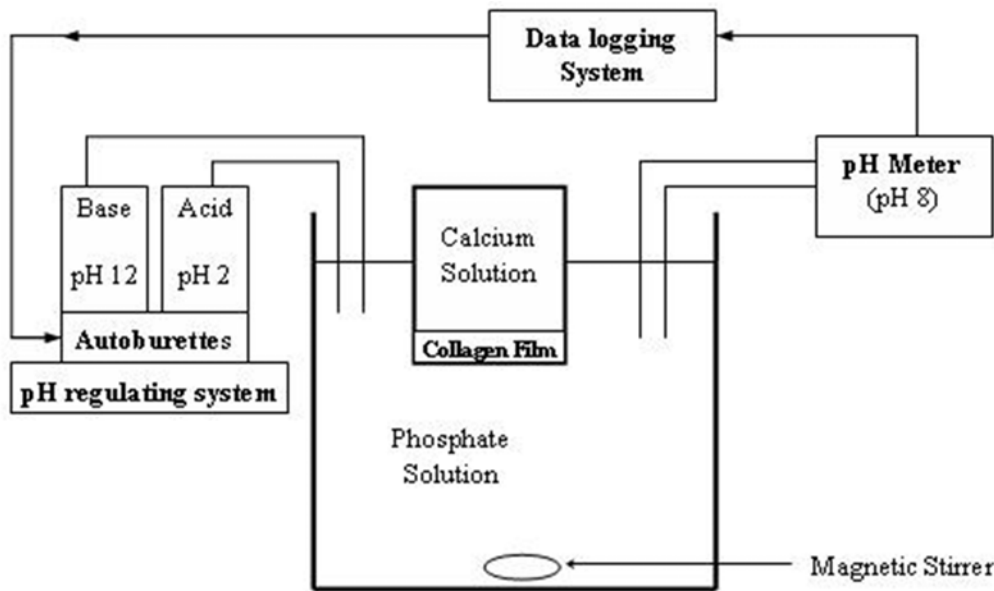 Data logging
System
pH Meter
(pH 8)
Base
pH 12
Acid
pH 2
Calcium
Solution
Autoburettes
Collagen Film
pH regulating system
Phosphate
Solution
Magnetic Stirrer